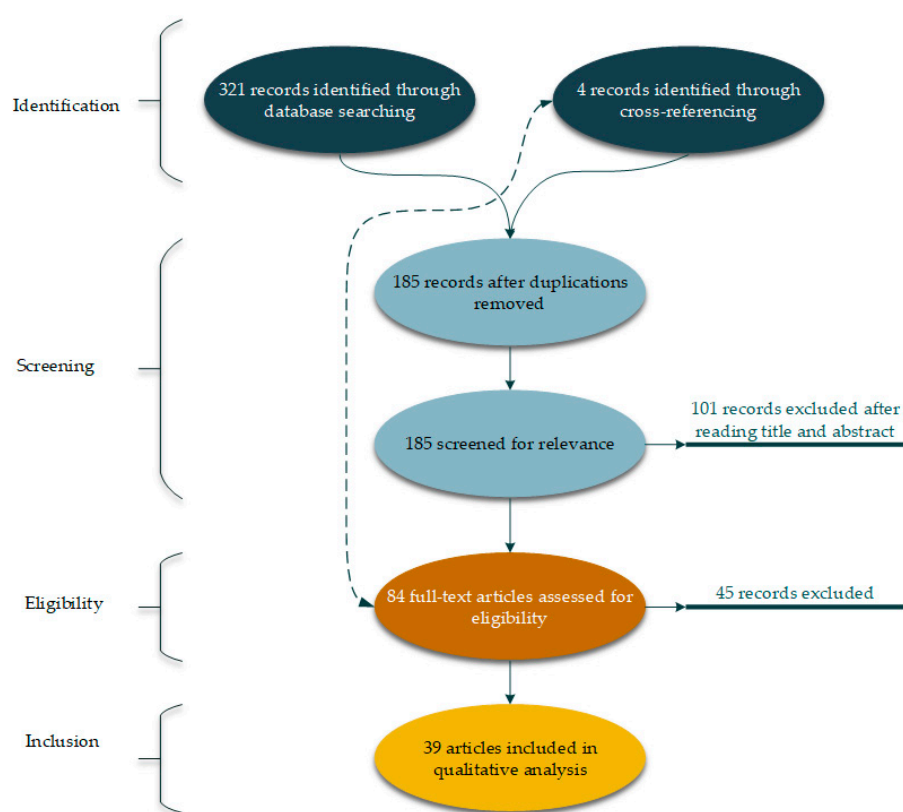 Identification
321 records identified through
database searching
4 records identified through
cross-referencing
Screening
185 records after duplications
removed
185 screened for relevance
101 records excluded after
reading title and abstract
Eligibility
84 full-text articles assessed for
eligibility
45 records excluded
Inclusion
39 articles included in
qualitative analysis